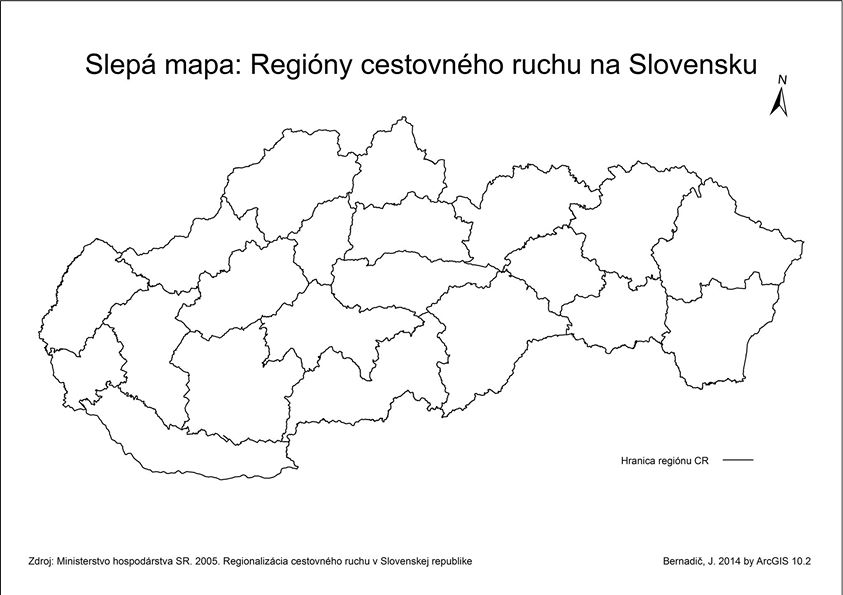 Slepá mapa: Regióny cestovného ruchu na Slovensku
N
Hranica regiónu CR
Zdroj: Ministerstvo hospodárstva SR. 2005. Regionalizácia cestovného ruchu v Slovenskej republike
Bernadič, J. 2014 by ArcGIS 10.2